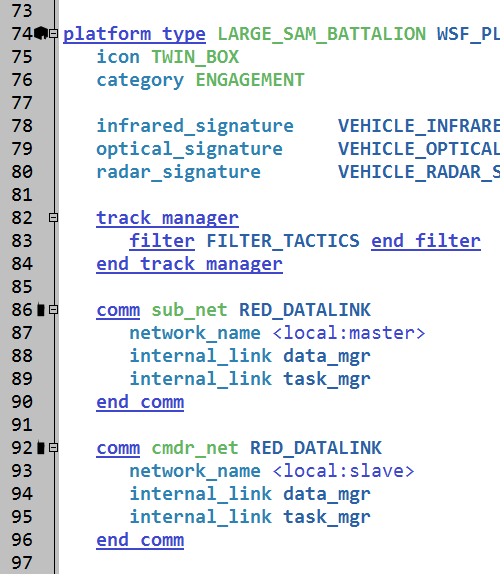 73
74 platform_type LARGE_SAM_BATTALION WSF_PL
75 icon TWIN_BOX
76 category ENGAGEMENT
77
78 infrared_signature VEHICLE_INFRARE
79 optical_signature VEHICLE_OPTICAL
80 radar_signature VEHICLE_RADAR_S
81
82 track_manager
83 filter FILTER_TACTICS end_filter
84 end_track_manager
85
86 comm sub_net RED_DATALINK
87 network_name <local:master>
88 internal_link data_mgr
89 internal_link task_mgr
90 end_comm
91
92 comm cmdr_net RED_DATALINK
93 network_name <local:slave>
94 internal_link data_mgr
95 internal_link task_mgr
96 end_comm
97